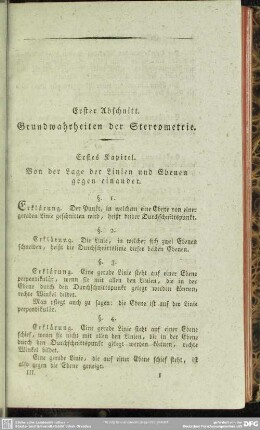 Erster Abschnitt.
Grundwahrheiten der Stereometrie.
Erstes Kapitel.
Von der Lage der Linien und Ebenen
gegen einander.
§. 1.
Erklärung. Der Punkt, in welchem eine Ebene von einer
geraden Linie geschnitten wird, heißt dieser Durchschnittspunkt.
§. 2.
Erklärung. Die Linie, in welcher sich zwei Ebenen
schneiden, heißt die Durchschnittslinie dieser beiden Ebenen.
§. 3.
Erklärung. Eine gerade Linie steht auf einer Ebene
perpendikulär, wenn sie mit allen den Linien, die in der
Ebene durch den Durchschnittspunkt gelegt werden können,
rechte Winkel bildet.
Man pflegt auch zu sagen: die Ebene ist auf der Linie
perpendikulär.
§. 4.
Erklärung. Eine gerade Linie steht auf einer Ebene
schief, wenn sie nicht mit allen den Linien, die in der Ebene
durch den Durchschnittspunkt gelegt werden können, rechte
Winkel bildet.
Eine gerade Linie, die auf einer Ebene schief steht, ist
also gegen die Ebene geneigt.
III.